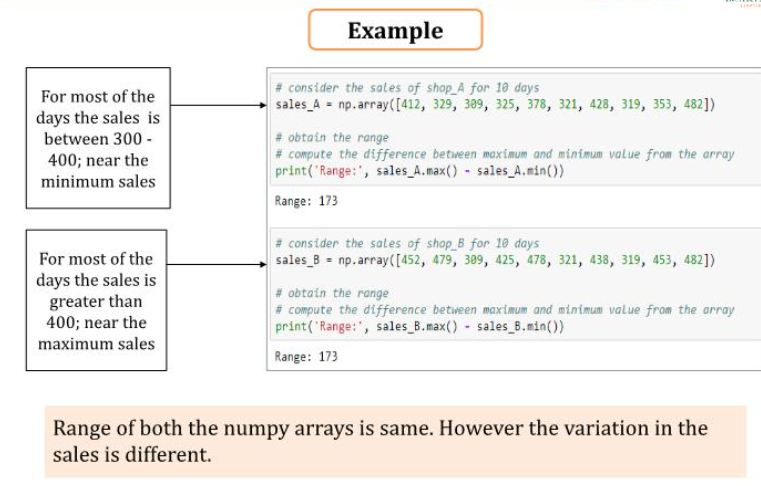 Example
For most of the
days the sales is
between 300 -
400; near the
minimum sales
# consider the sales of shop_A for 10 days
sales_A = np.array([412, 329, 309, 325, 378, 321, 428, 319, 353, 482])
# obtain the range
# compute the difference between maximum and minimum value from the array
print('Range:', sales_A.max() - sales_A.min())
Range: 173
For most of the
days the sales is
greater than
400; near the
maximum sales
# consider the sales of shop_B for 10 days
sales_B = np.array([452, 479, 309, 425, 478, 321, 438, 319, 453, 482])
# obtain the range
# compute the difference between maximum and minimum value from the array
print('Range:', sales_B.max() - sales_B.min())
Range: 173
Range of both the numpy arrays is same. However the variation in the
sales is different.